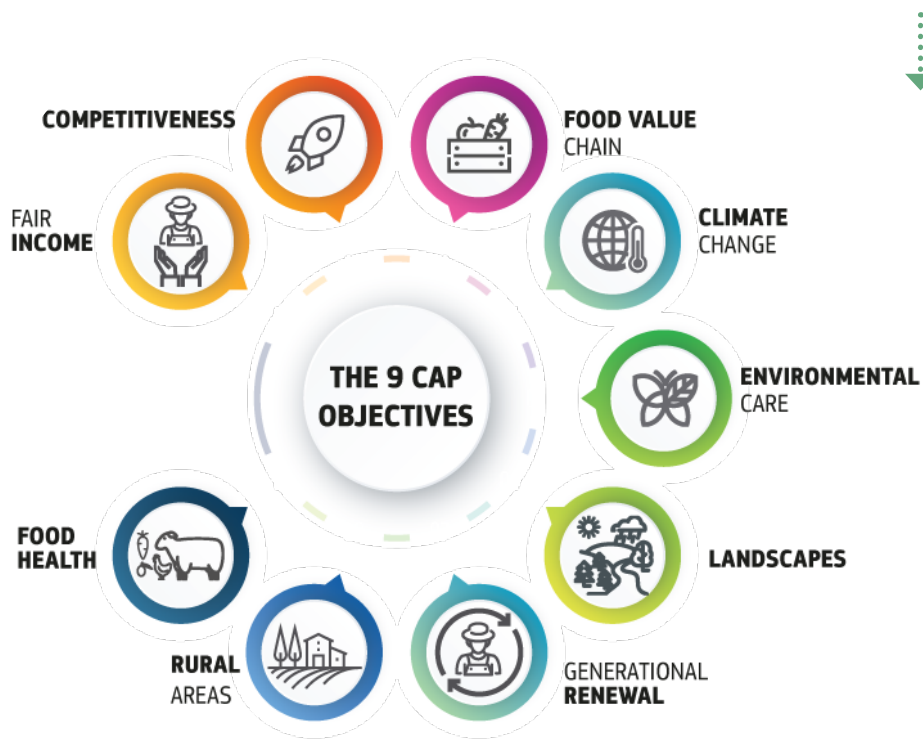 COMPETITIVENESS
FOOD VALUE
CHAIN
FAIR
INCOME
CLIMATE
CHANGE
THE 9 CAP
OBJECTIVES
ENVIRONMENTAL
CARE
FOOD
HEALTH
LANDSCAPES
RURAL
AREAS
GENERATIONAL
RENEWAL